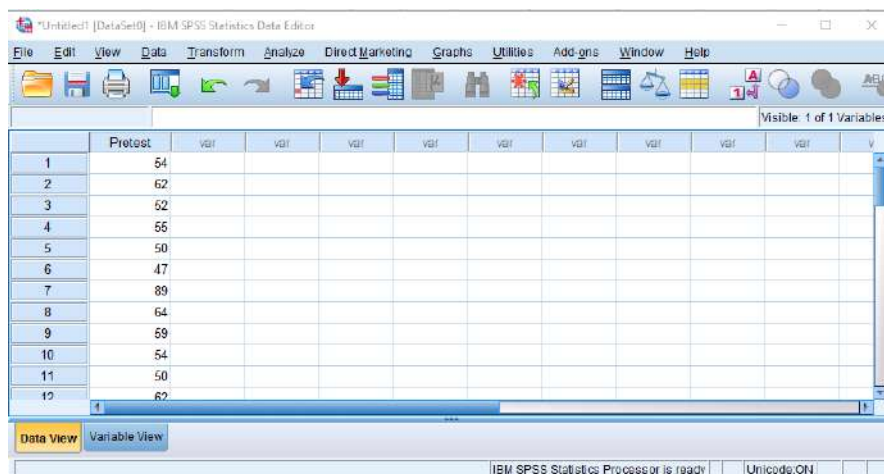 *Untitled1 [DataSet0] - IBM SPSS Statistics Data Editor
File Edit View Data Transform Analyze Direct Marketing Graphs Utilities Add-ons Window Help
Visible: 1 of 1 Variables
Pretest var var var var var var var var var v
1 54
2 62
3 52
4 55
5 50
6 47
7 89
8 64
9 59
10 54
11 50
12 62
Data View Variable View
IBM SPSS Statistics Processor is ready Unicode:ON